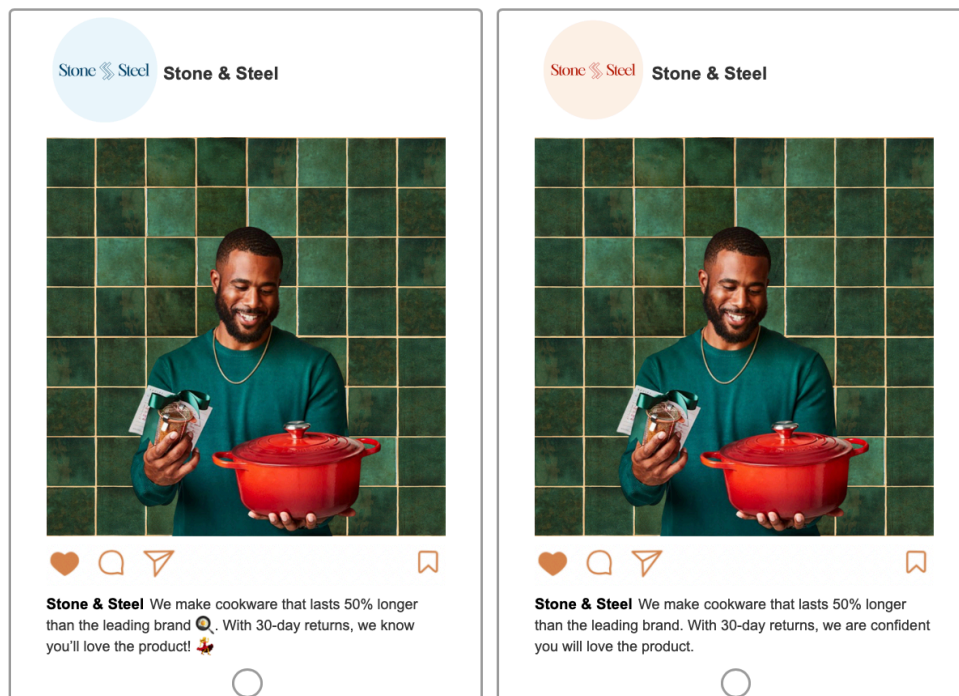 Stone Steel
Stone & Steel
We make cookware that lasts 50% longer
than the leading brand 🍳. With 30-day returns, we know
you'll love the product! 💃
Stone Steel
Stone & Steel
Stone & Steel We make cookware that lasts 50% longer
than the leading brand. With 30-day returns, we are confident
you will love the product.